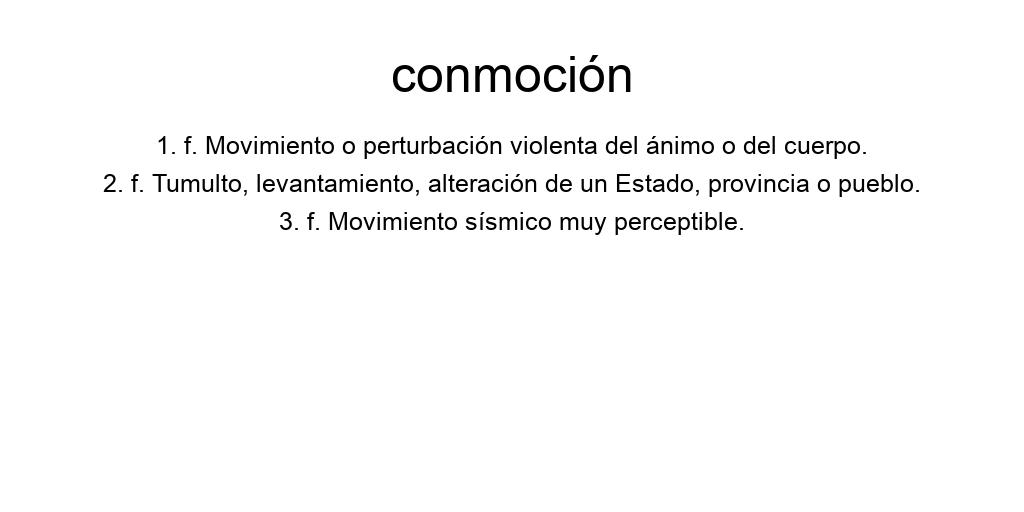 conmoción
1. f. Movimiento o perturbación violenta del ánimo o del cuerpo.
2. f. Tumulto, levantamiento, alteración de un Estado, provincia o pueblo.
3. f. Movimiento sísmico muy perceptible.